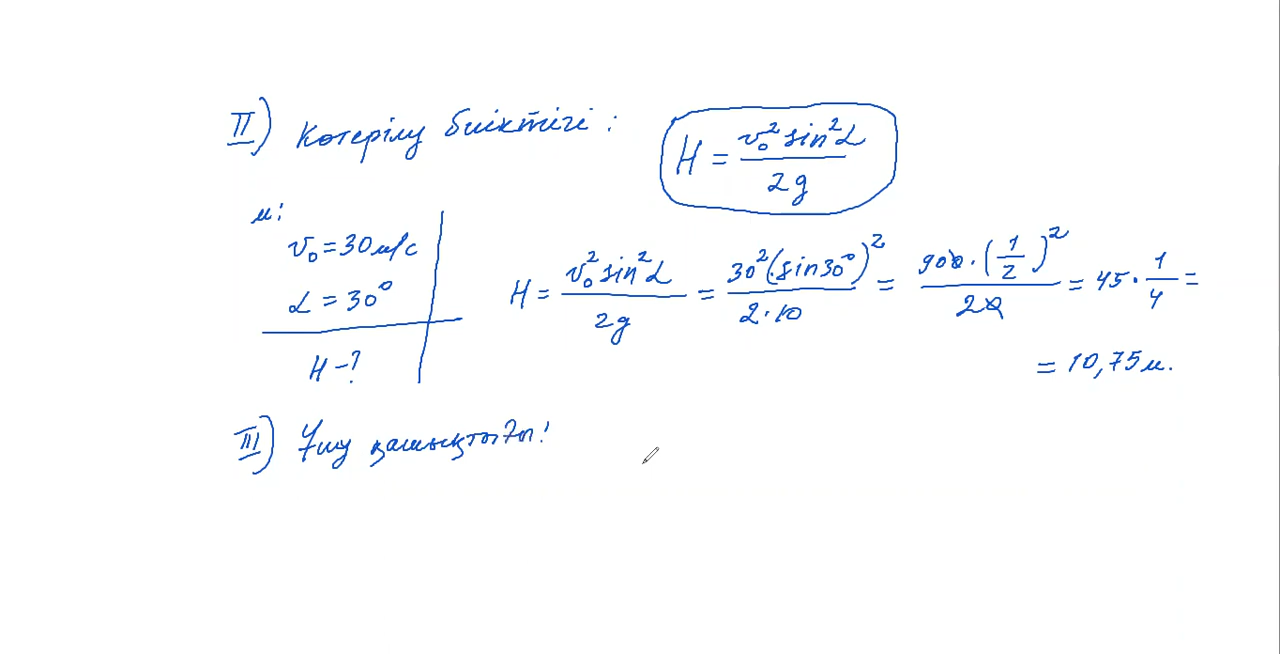 II) Көтерілу биіктігі : H = v₀² sin²α / 2g
м:
v₀ = 30 м/с
α = 30°
H - ?
H = v₀² sin²α / 2g = 30² (sin30°)² / 2·10 = 900 · (1/2)² / 20 = 45 · 1/4 =
= 10,75 м.
III) Ұшу қашықтығы: